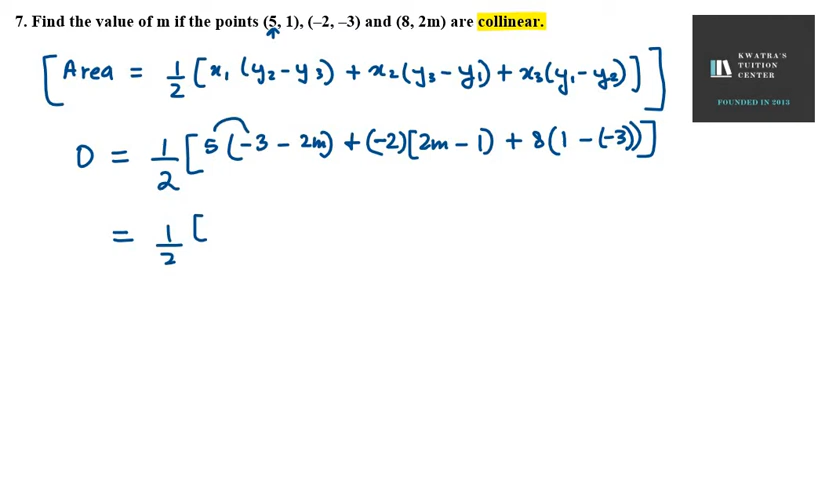 7. Find the value of m if the points (5, 1), (–2, –3) and (8, 2m) are collinear.
KWATRA'S
TUITION
CENTER
FOUNDED IN 2013
[Area = 1/2 [x₁ (y₂ - y₃) + x₂(y₃ - y₁) + x₃(y₁ - y₂)]]
0 = 1/2 [5(-3 - 2m) + (-2)[2m - 1) + 8(1 - (-3))]
= 1/2 [